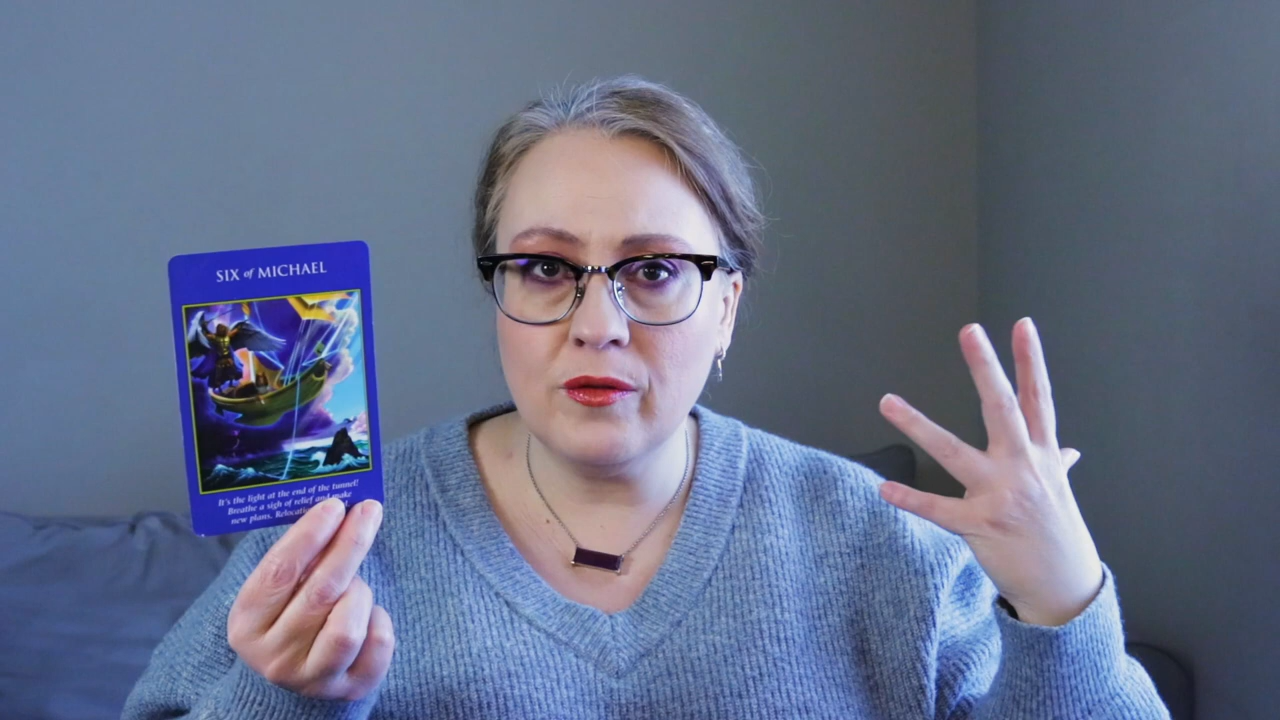 SIX of MICHAEL
It's the light at the end of the tunnel!
Breathe a sigh of relief and make
new plans.